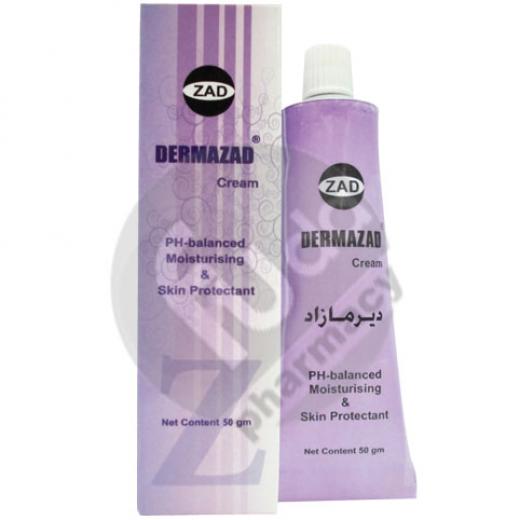 ZAD
DERMAZAD®
Cream
PH-balanced
Moisturising
&
Skin Protectant
Z
Net Content 50 gm
ZAD
DERMAZAD®
Cream
ديرمازاد
PH-balanced
Moisturising
&
Skin Protectant
Net Content 50 gm
pharmacy